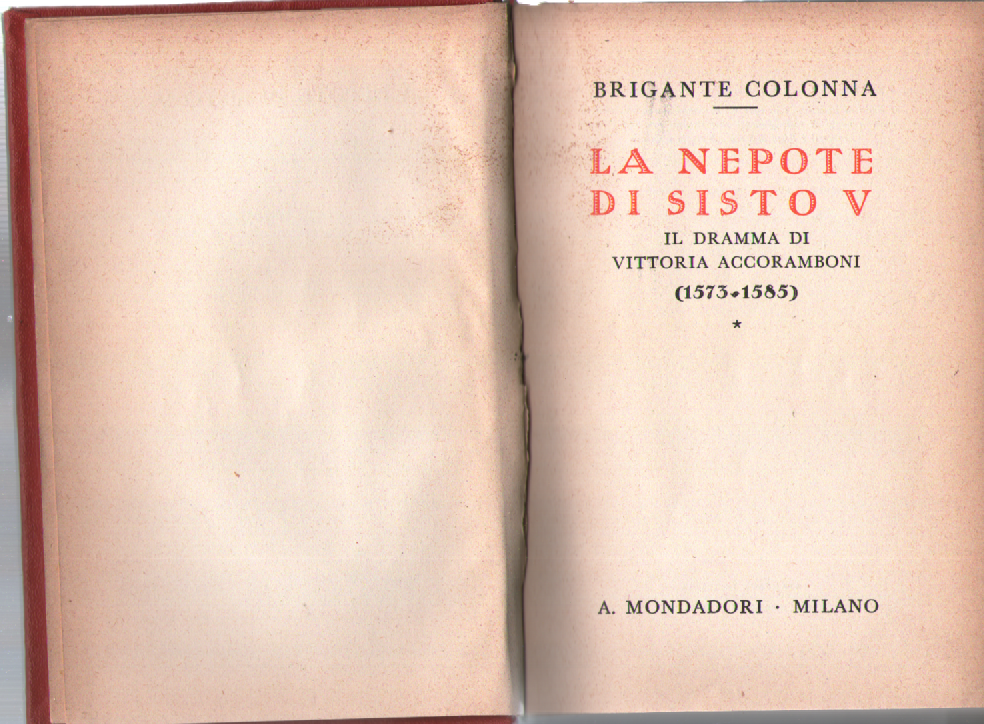 BRIGANTE COLONNA
LA NEPOTE
DI SISTO V
IL DRAMMA DI
VITTORIA ACCORAMBONI
(1573-1585)
*
A. MONDADORI · MILANO